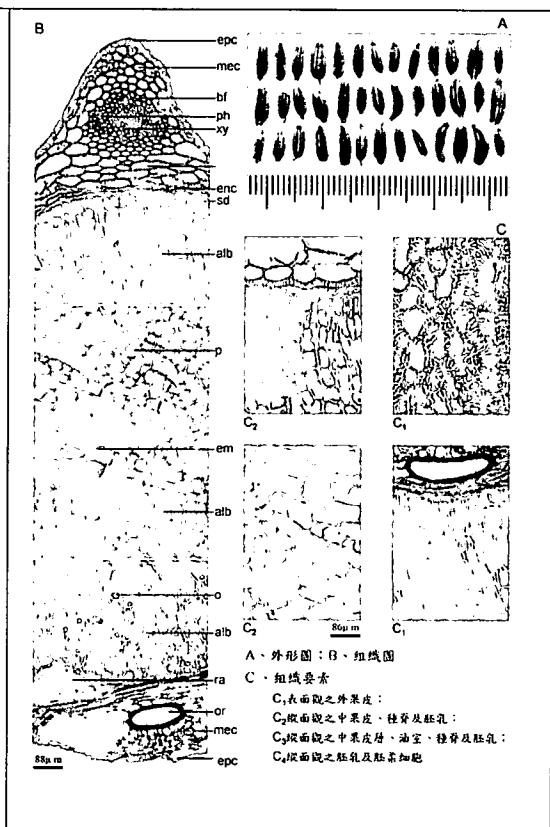 B
A
epc
mec
bf
ph
xy
r
enc
sd
alb
p
em
alb
o
alb
ra
or
mec
epc
88μm
C
C₂
C₁
C₂
86μm
C₁
A、外形圖；B、組織圖
C、組織要素
C₁表面觀之外果皮；
C₂縱面觀之中果皮、種脊及胚乳；
C₃縱面觀之中果皮層、油室、種脊及胚乳；
C₄縱面觀之胚乳及胚素細胞